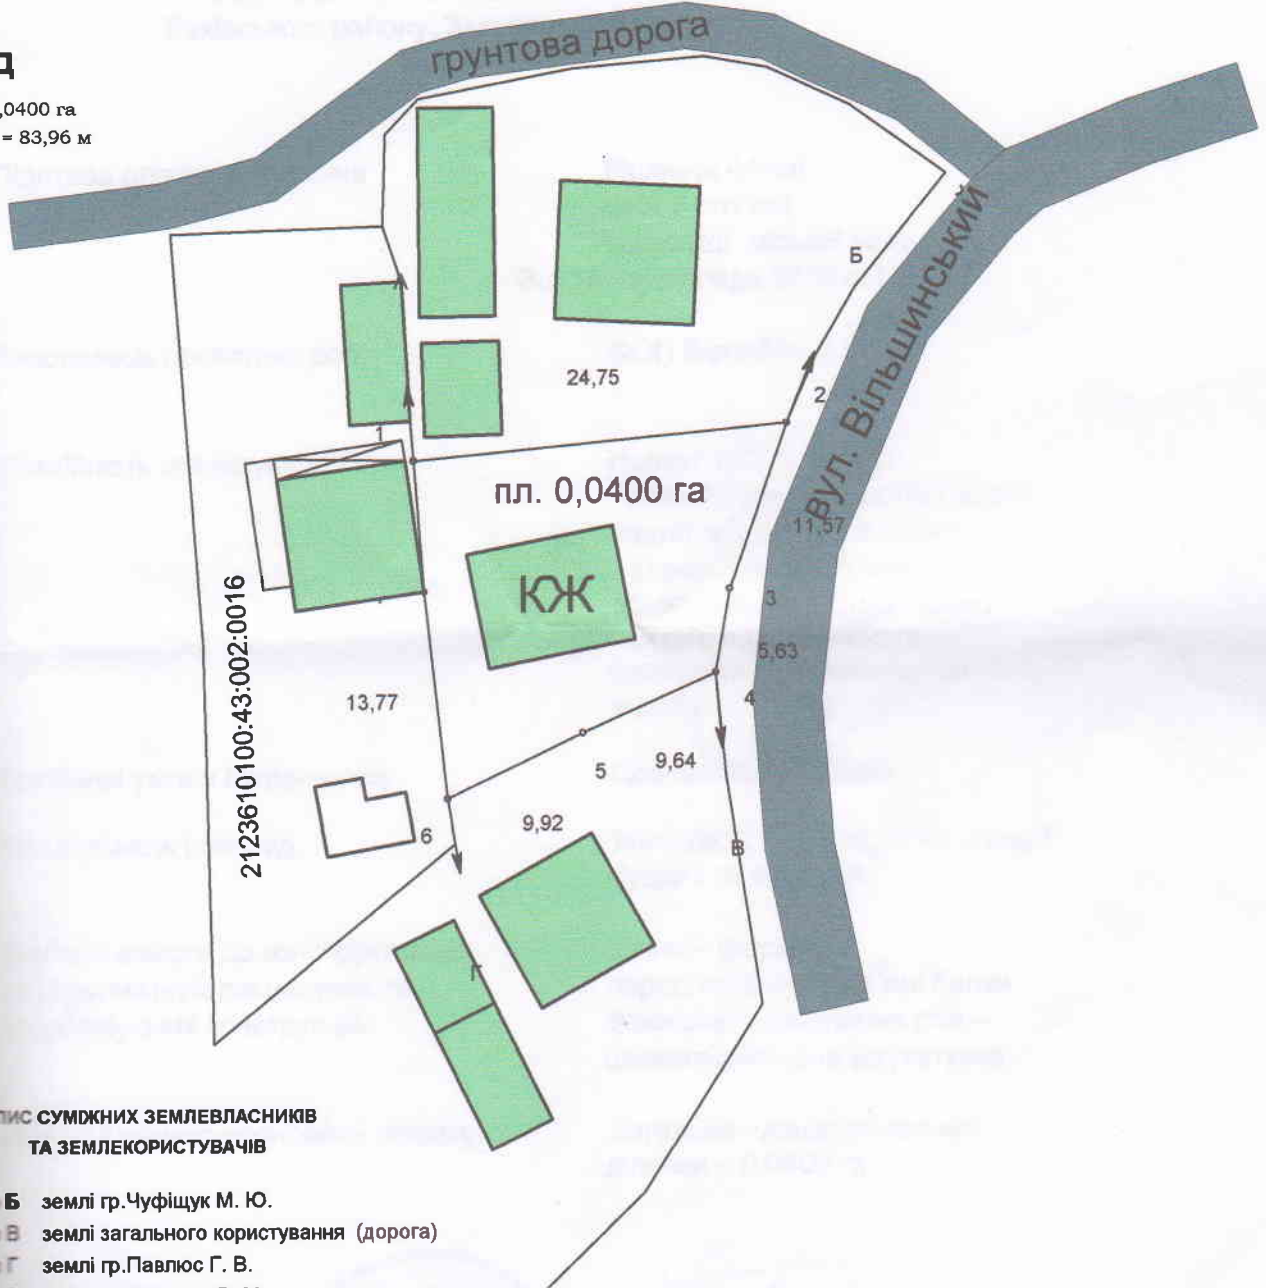 грунтова дорога
,0400 га
= 83,96 м
Б
24,75
2
вул. Вільшинський
1
пл. 0,0400 га
11,57
КЖ
3
2123610100:43:002:0016
5,63
13,77
4
9,64
5
9,92
6
В
Г
СУМІЖНИХ ЗЕМЛЕВЛАСНИКІВ
ТА ЗЕМЛЕКОРИСТУВАЧІВ
Б землі гр.Чуфіщук М. Ю.
В землі загального користування (дорога)
Г землі гр.Павлюс Г. В.